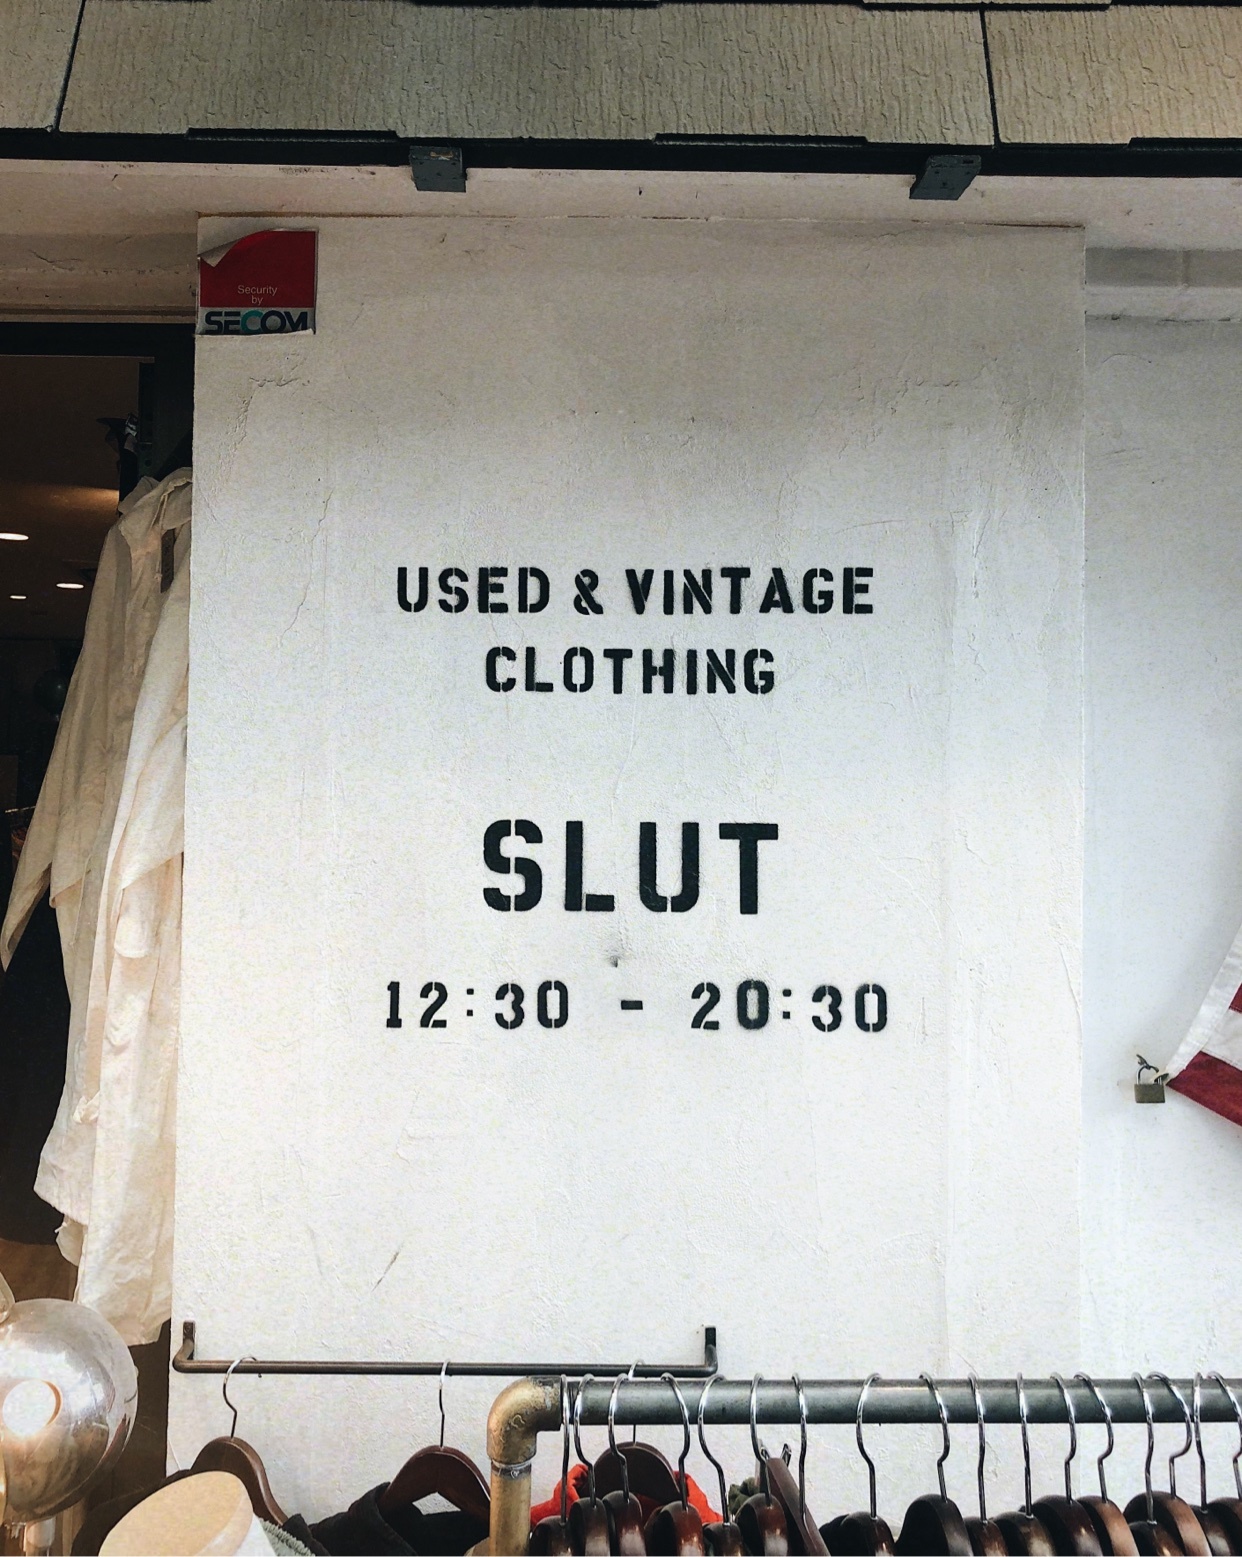 Security
by
SECOM
USED & VINTAGE
CLOTHING
SLUT
12:30 - 20:30